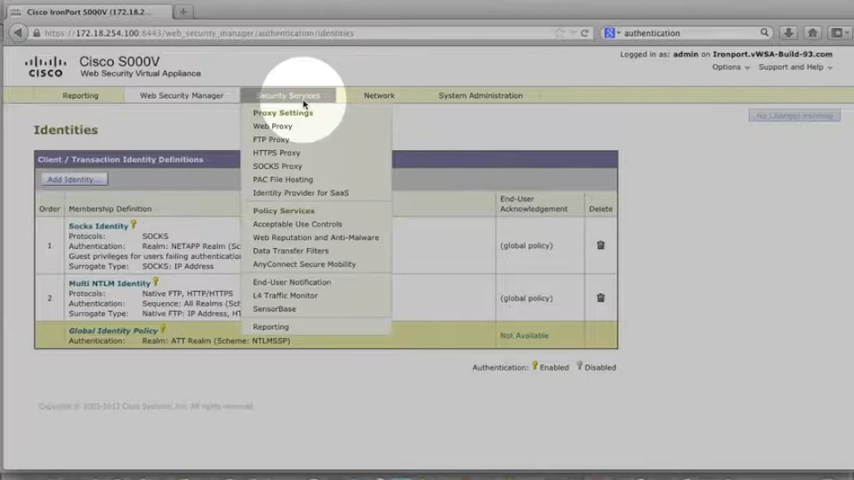 Cisco IronPort S000V (172.18.2...
https://172.18.254.100:8443/web_security_manager/authentication/identities
authentication
Logged in as: admin on Ironport.vWSA-Build-93.com
Options Support and Help
CISCO
Cisco S000V
Web Security Virtual Appliance
Reporting Web Security Manager Security Services Network System Administration
No Changes Pending
Identities
Client / Transaction Identity Definitions
Add Identity...
Order Membership Definition End-User Acknowledgement Delete
1 Socks Identity
Protocols: SOCKS
Authentication: Realm: NETAPP Realm (S
Guest privileges for users failing authentication
Surrogate Type: SOCKS: IP Address
(global policy)
2 Multi NTLM Identity
Protocols: Native FTP, HTTP/HTTPS
Authentication: Sequence: All Realms (S
Surrogate Type: Native FTP: IP Address, H
(global policy)
Global Identity Policy
Authentication: Realm: ATT Realm (Scheme: NTLMSSP)
Not Available
Proxy Settings
Web Proxy
FTP Proxy
HTTPS Proxy
SOCKS Proxy
PAC File Hosting
Identity Provider for SaaS
Policy Services
Acceptable Use Controls
Web Reputation and Anti-Malware
Data Transfer Filters
AnyConnect Secure Mobility
End-User Notification
L4 Traffic Monitor
SensorBase
Reporting
Authentication: Enabled Disabled
Copyright © 2003-2013 Cisco Systems, Inc. All rights reserved.